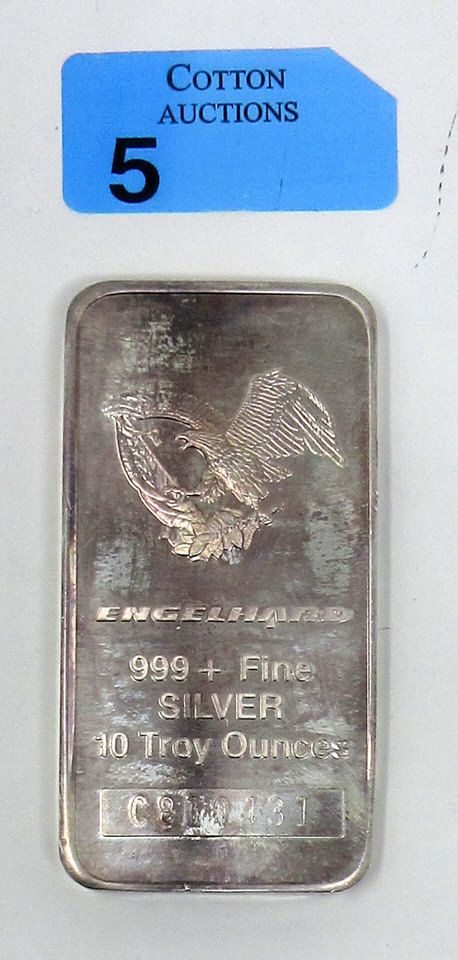 COTTON
AUCTIONS
5
ENGELHARD
999+ Fine
SILVER
10 Troy Ounces